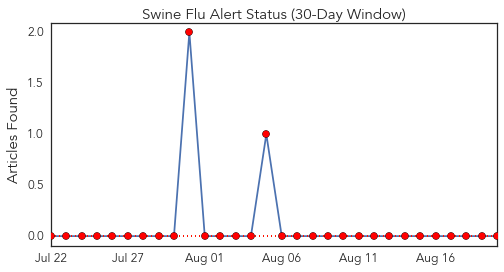 Swine Flu Alert Status (30-Day Window)
Articles Found
2.0
1.5
1.0
0.5
0.0
Jul 22 Jul 27 Aug 01 Aug 06 Aug 11 Aug 16